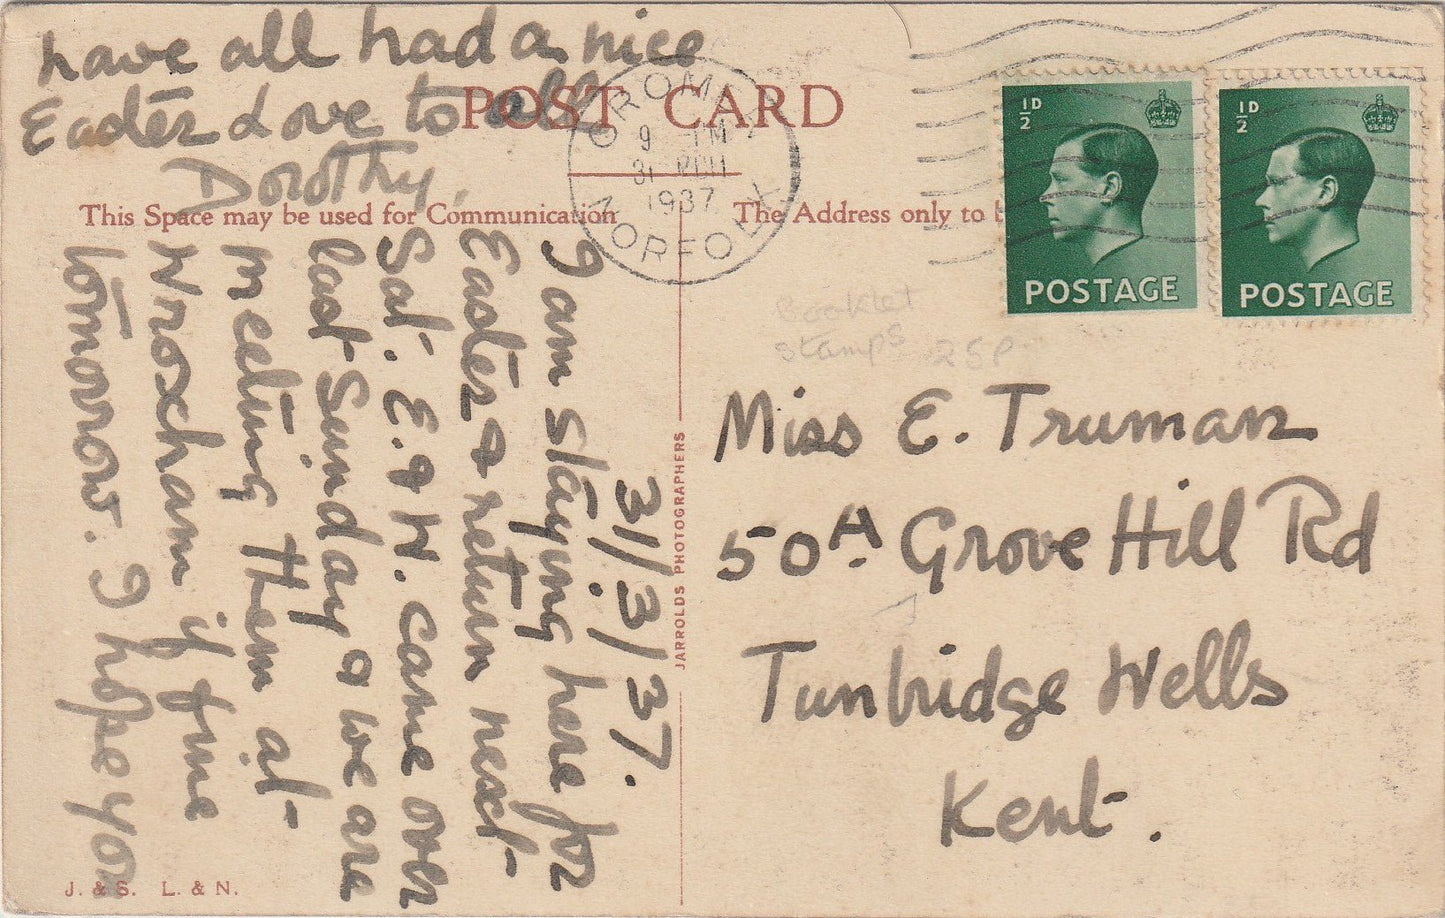 POST CARD
This Space may be used for Communication
The Address only to b
CROMER
9 PM
31 MCH
1937
NORFOLK
½D
POSTAGE
½D
POSTAGE
Booklet
stamps 25p
31/3/37.
I am staying here for
Easter & return next
Sat. E. & H. came over
last Sunday & we are
meeting them at
Wroxham if fine
tomorrow. I hope you
have all had a nice
Easter Love to all
Dorothy.
Miss E. Truman
50A Grove Hill Rd
Tunbridge Wells
Kent.
JARROLDS PHOTOGRAPHERS
J. & S. L. & N.